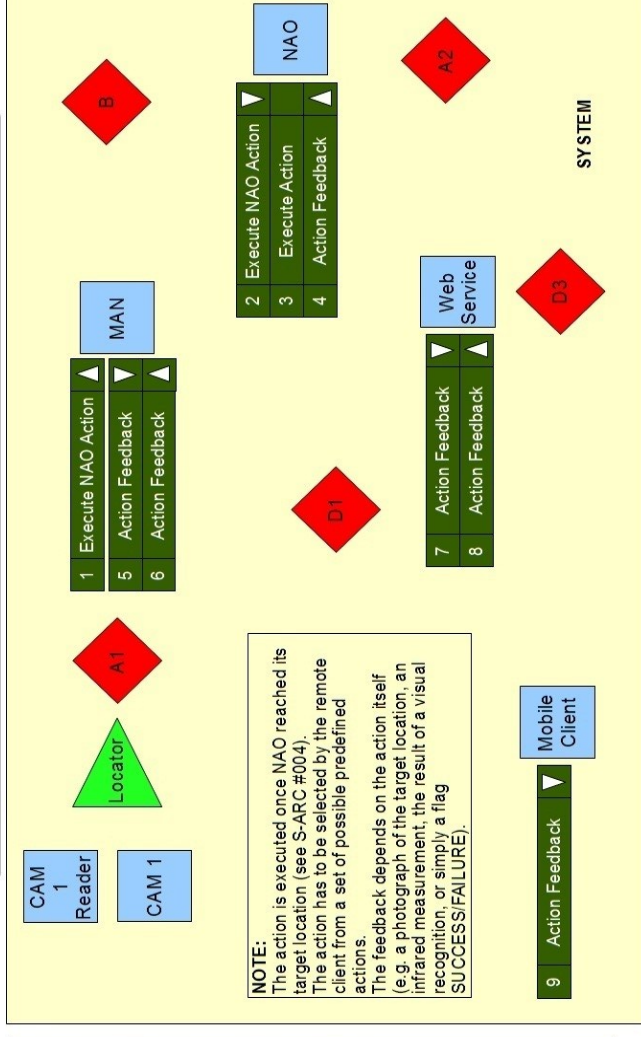 CAM
1
Reader
CAM 1
Locator
A1
1 Execute NAO Action
5 Action Feedback
6 Action Feedback
MAN
B
NOTE:
The action is executed once NAO reached its
target location (see S-ARC #004).
The action has to be selected by the remote
client from a set of possible predefined
actions.
The feedback depends on the action itself
(e.g. a photograph of the target location, an
infrared measurement, the result of a visual
recognition, or simply a flag
SUCCESS/FAILURE).
D1
2 Execute NAO Action
3 Execute Action
4 Action Feedback
NAO
A2
9 Action Feedback
Mobile
Client
7 Action Feedback
8 Action Feedback
Web
Service
D3
SYSTEM